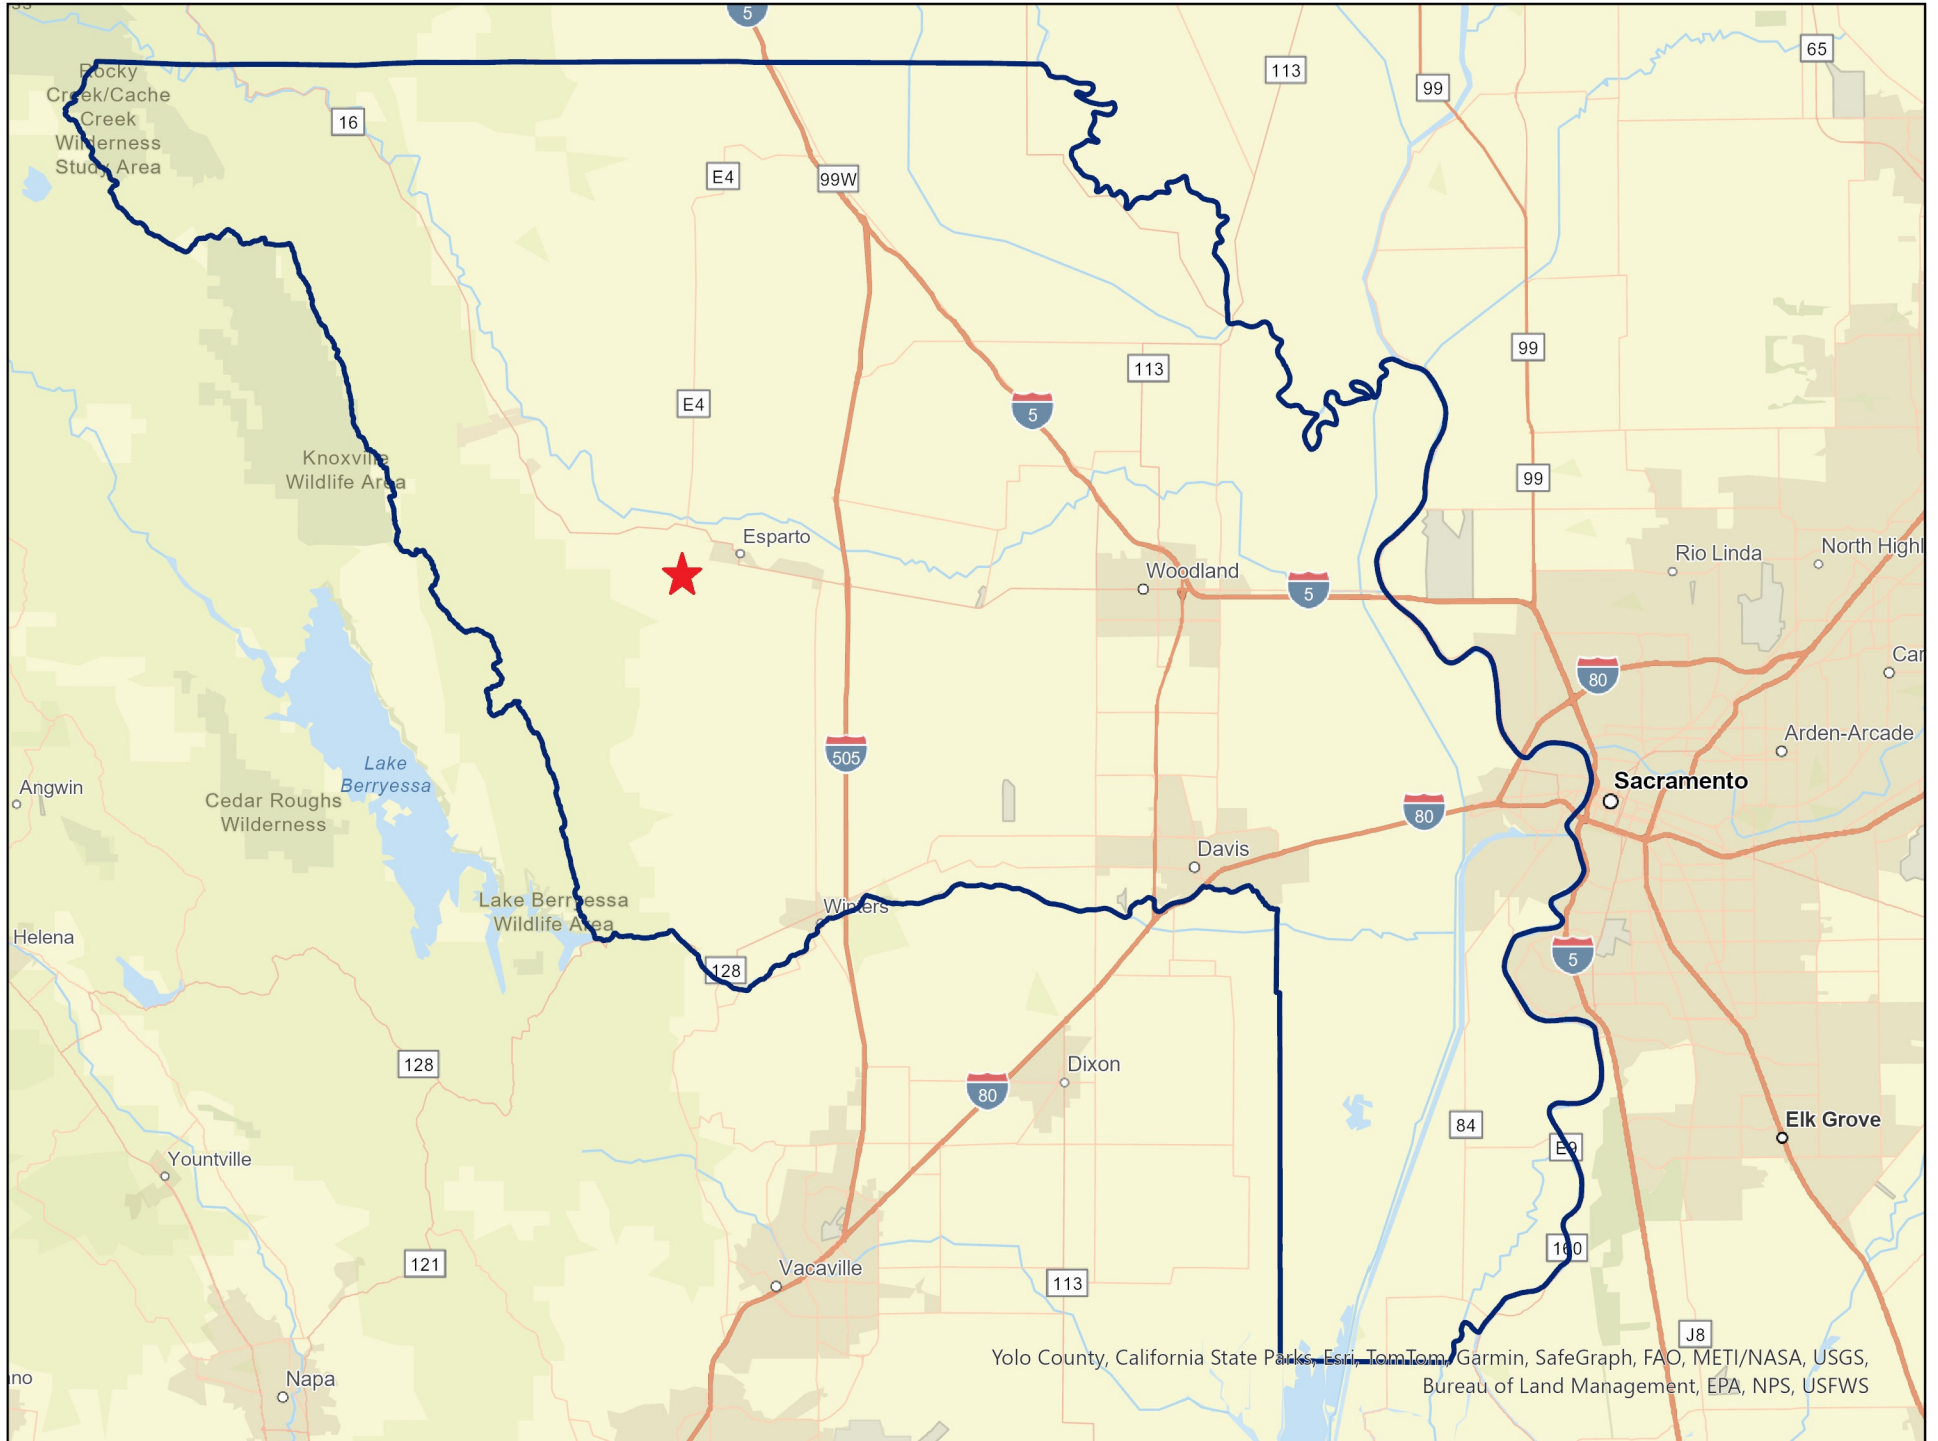 5
65
113
99
Rocky
Creek/Cache
Creek
Wilderness
Study Area
16
E4
99W
99
113
E4
5
Knoxville
Wildlife Area
99
Esparto
Rio Linda
North Highl
Woodland
5
Car
80
Arden-Arcade
505
Lake
Berryessa
Sacramento
Angwin
Cedar Roughs
Wilderness
80
Davis
Lake Berryessa
Wildlife Area
Winters
Helena
5
128
128
Dixon
80
84
Elk Grove
E9
Yountville
160
121
Vacaville
113
J8
Yolo County, California State Parks, Esri, TomTom, Garmin, SafeGraph, FAO, METI/NASA, USGS,
Bureau of Land Management, EPA, NPS, USFWS
no
Napa